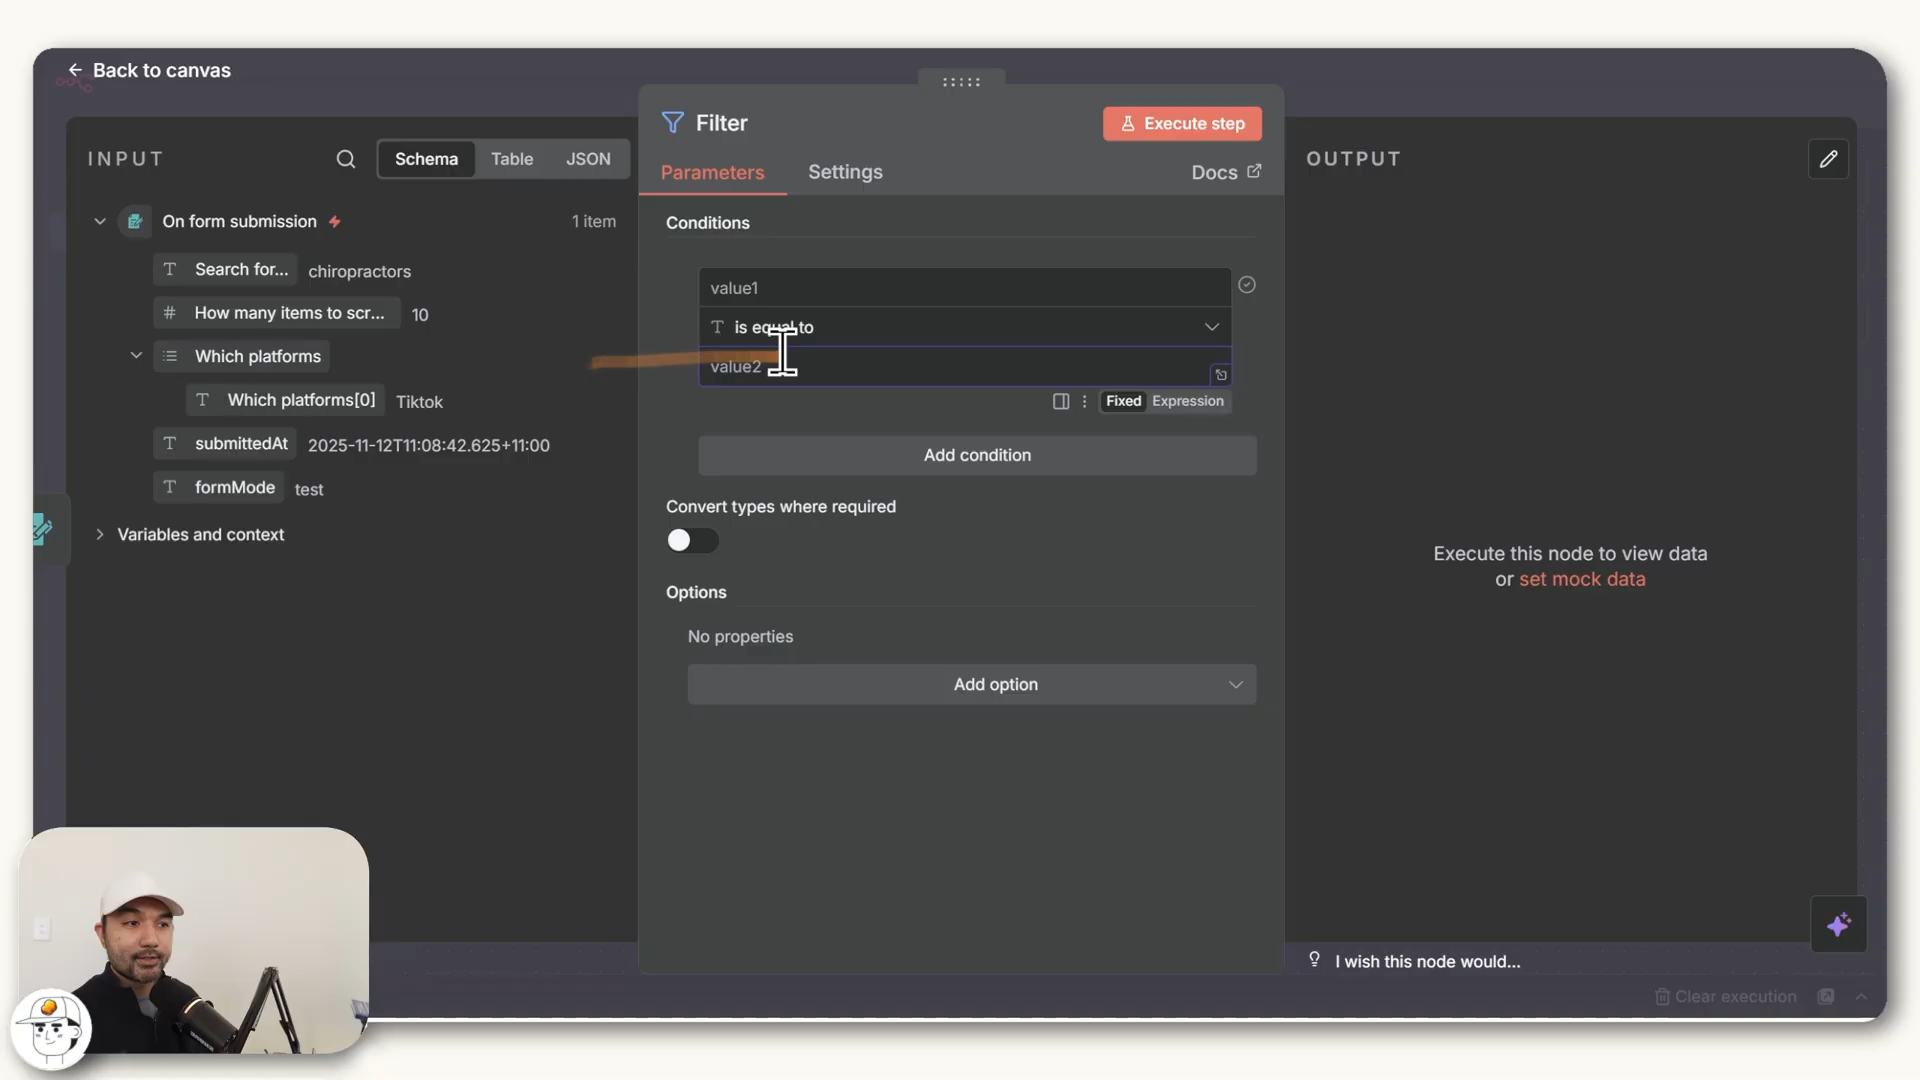 Back to canvas
INPUT
Schema
Table
JSON
On form submission
1 item
Search for...
chiropractors
How many items to scr...
10
Which platforms
Which platforms[0]
Tiktok
submittedAt
2025-11-12T11:08:42.625+11:00
formMode
test
Variables and context
Filter
Execute step
Parameters
Settings
Docs
Conditions
value1
is equal to
value2
Fixed
Expression
Add condition
Convert types where required
Options
No properties
Add option
OUTPUT
Execute this node to view data
or set mock data
I wish this node would...
Clear execution